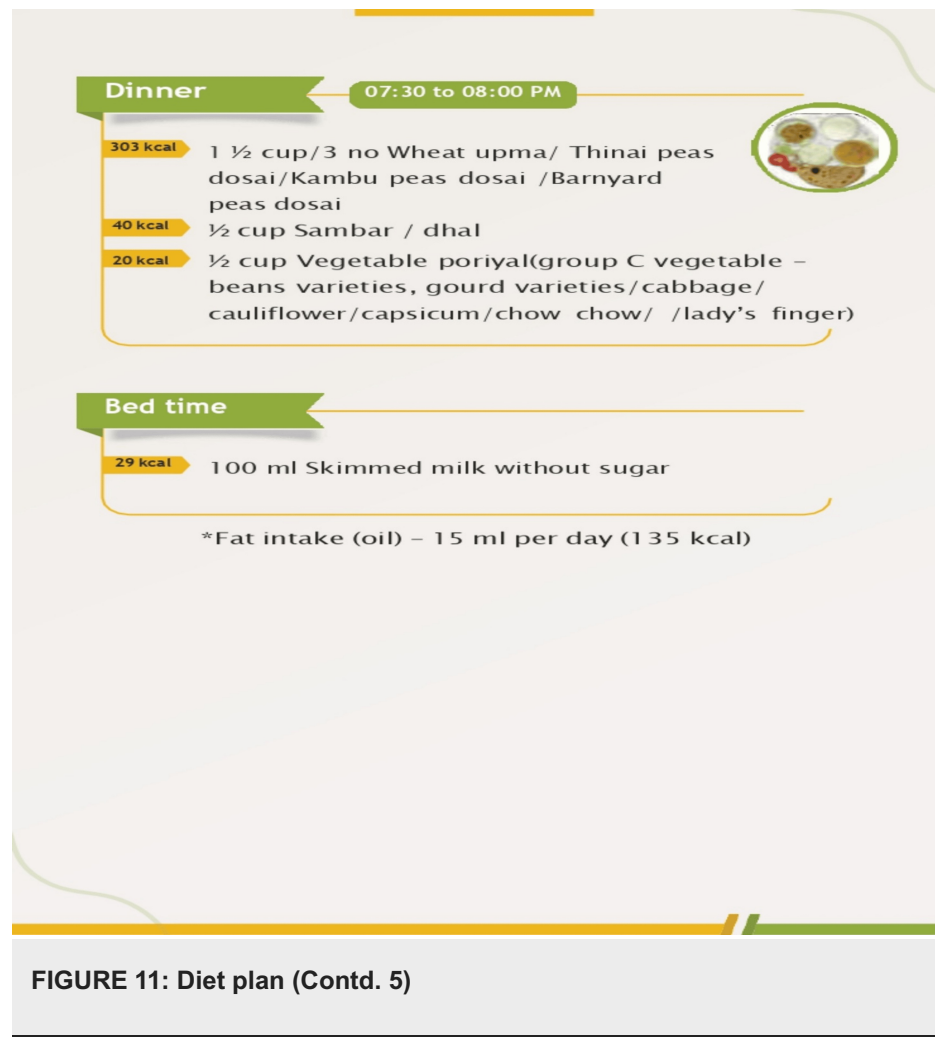 Dinner
07:30 to 08:00 PM
303 kcal
1 ½ cup/3 no Wheat upma/ Thinai peas
dosai/Kambu peas dosai /Barnyard
peas dosai
40 kcal
½ cup Sambar / dhal
20 kcal
½ cup Vegetable poriyal(group C vegetable –
beans varieties, gourd varieties/cabbage/
cauliflower/capsicum/chow chow/ /lady’s finger)
Bed time
29 kcal
100 ml Skimmed milk without sugar
*Fat intake (oil) – 15 ml per day (135 kcal)
FIGURE 11: Diet plan (Contd. 5)